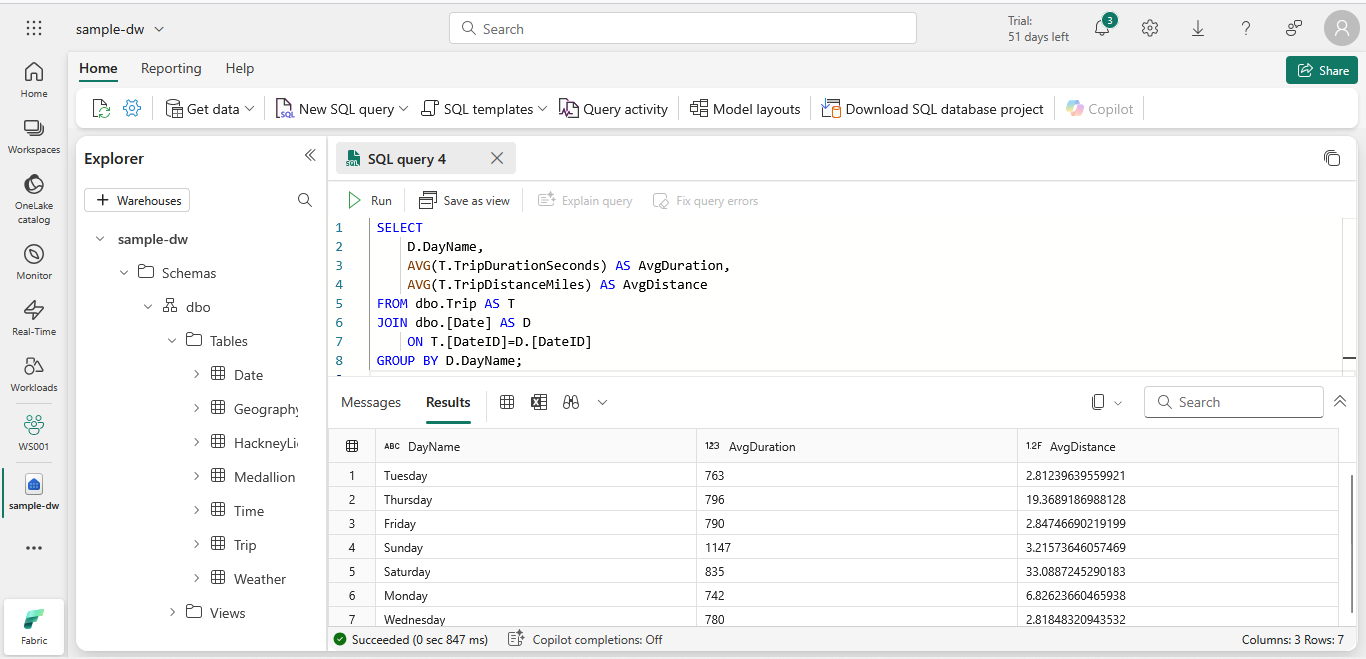 sample-dw
Search
Trial:
51 days left
3
Home
Reporting
Help
Share
Get data
New SQL query
SQL templates
Query activity
Model layouts
Download SQL database project
Copilot
Home
Workspaces
OneLake
catalog
Monitor
Real-Time
Workloads
WS001
sample-dw
Fabric
Explorer
Warehouses
sample-dw
Schemas
dbo
Tables
Date
Geography
HackneyLi
Medallion
Time
Trip
Weather
Views
SQL query 4
Run
Save as view
Explain query
Fix query errors
1 SELECT
2 D.DayName,
3 AVG(T.TripDurationSeconds) AS AvgDuration,
4 AVG(T.TripDistanceMiles) AS AvgDistance
5 FROM dbo.Trip AS T
6 JOIN dbo.[Date] AS D
7 ON T.[DateID]=D.[DateID]
8 GROUP BY D.DayName;
Messages
Results
Search
ABC DayName 123 AvgDuration 1.2F AvgDistance
1 Tuesday 763 2.81239639559921
2 Thursday 796 19.3689186988128
3 Friday 790 2.84746690219199
4 Sunday 1147 3.21573646057469
5 Saturday 835 33.0887245290183
6 Monday 742 6.82623660465938
7 Wednesday 780 2.81848320943532
Succeeded (0 sec 847 ms)
Copilot completions: Off
Columns: 3 Rows: 7